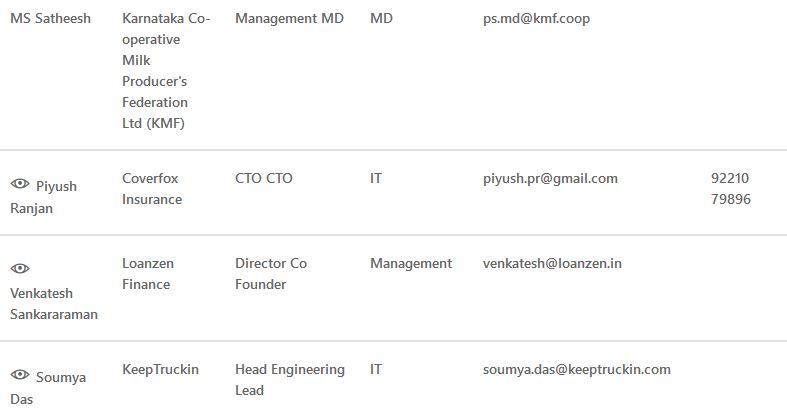 MS Satheesh Karnataka Co- Management MD MD ps.md@kmf.coop
operative
Milk
Producer's
Federation
Ltd (KMF)
Piyush Coverfox CTO CTO IT piyush.pr@gmail.com 92210
Ranjan Insurance 79896
Loanzen Director Co Management venkatesh@loanzen.in
Venkatesh Finance Founder
Sankararaman
Soumya KeepTruckin Head Engineering IT soumya.das@keeptruckin.com
Das Lead